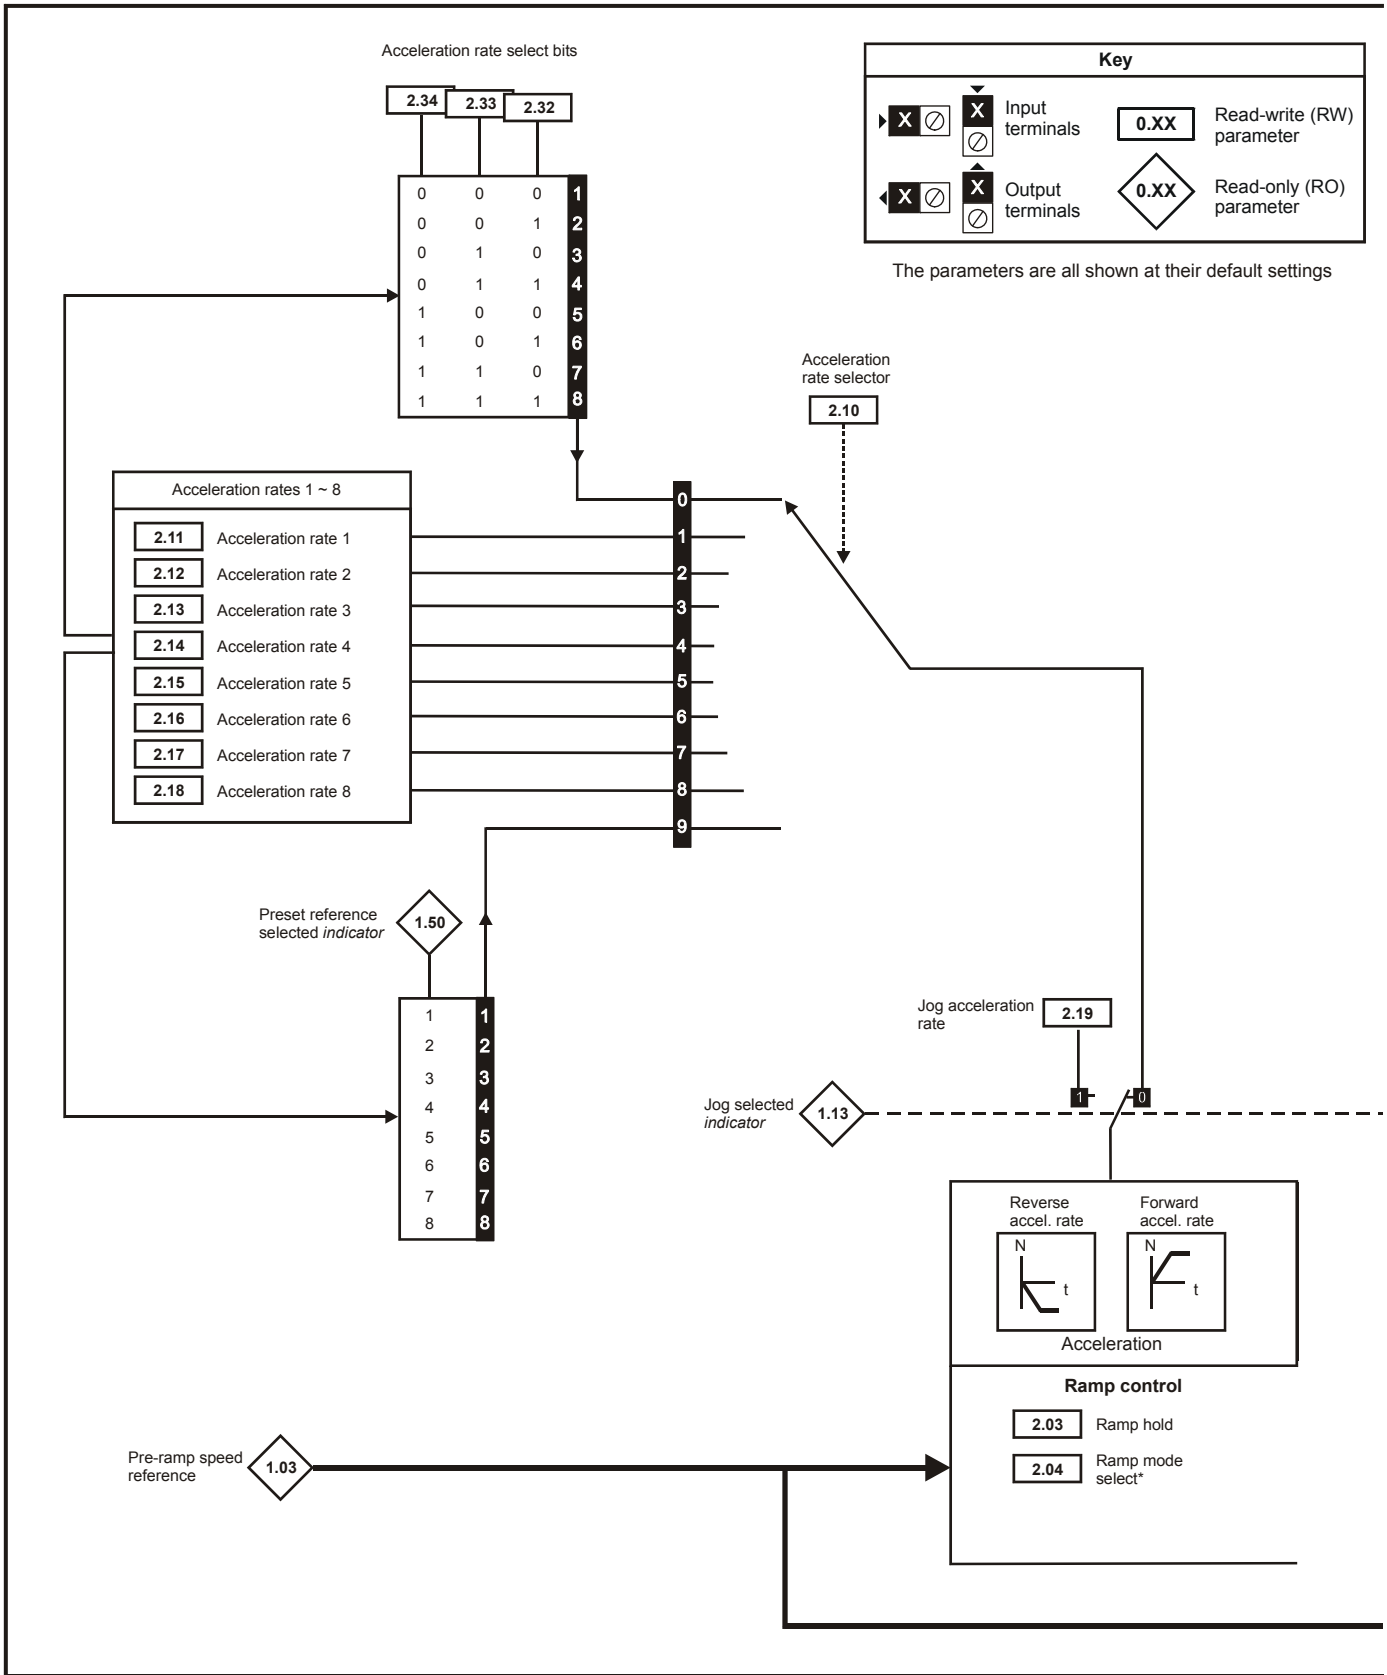 Acceleration rate select bits
2.34 2.33 2.32
0 0 0 1
0 0 1 2
0 1 0 3
0 1 1 4
1 0 0 5
1 0 1 6
1 1 0 7
1 1 1 8
Key
X
X
Input
terminals
0.XX
Read-write (RW)
parameter
X
X
Output
terminals
0.XX
Read-only (RO)
parameter
The parameters are all shown at their default settings
Acceleration
rate selector
2.10
Acceleration rates 1 ~ 8
2.11 Acceleration rate 1
2.12 Acceleration rate 2
2.13 Acceleration rate 3
2.14 Acceleration rate 4
2.15 Acceleration rate 5
2.16 Acceleration rate 6
2.17 Acceleration rate 7
2.18 Acceleration rate 8
0
1
2
3
4
5
6
7
8
9
Preset reference
selected indicator
1.50
1 1
2 2
3 3
4 4
5 5
6 6
7 7
8 8
Jog acceleration
rate
2.19
1
0
Jog selected
indicator
1.13
Reverse
accel. rate
N
t
Forward
accel. rate
N
t
Acceleration
Ramp control
2.03 Ramp hold
2.04
Ramp mode
select*
Pre-ramp speed
reference
1.03